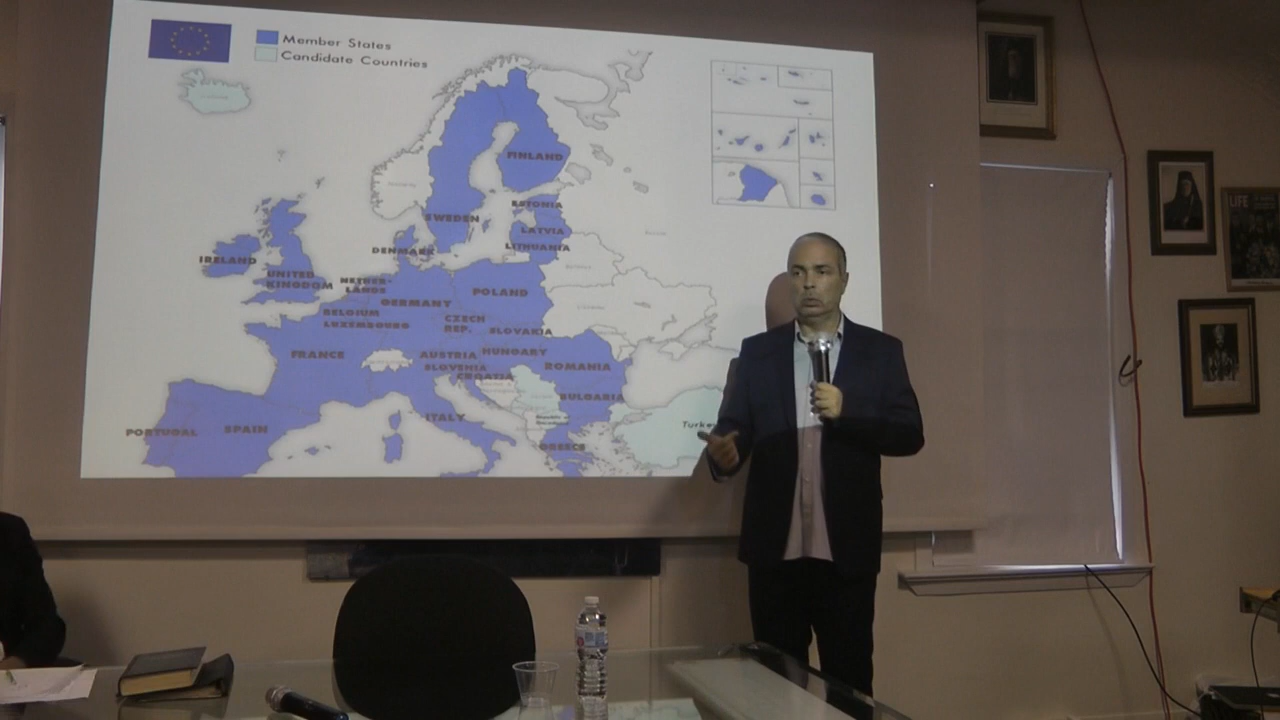 Member States
Candidate Countries
FINLAND
ESTONIA
SWEDEN
LATVIA
LITHUANIA
DENMARK
IRELAND
UNITED
KINGDOM
NETHER-
LANDS
GERMANY
POLAND
BELGIUM
LUXEMBOURG
CZECH
REP.
SLOVAKIA
FRANCE
AUSTRIA
HUNGARY
SLOVENIA
ROMANIA
CROATIA
BULGARIA
ITALY
PORTUGAL
SPAIN
GREECE
Turke
LIFE